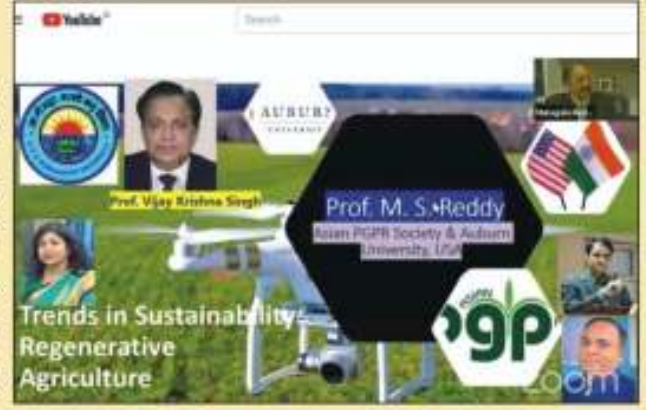 YouTube
Search
AUBURN
UNIVERSITY
Prof. Vijay Krishna Singh
Prof. M. S. Reddy
Asian PGPR Society & Auburn
University, USA
pgp
Trends in Sustainability
Regenerative
Agriculture
zoom